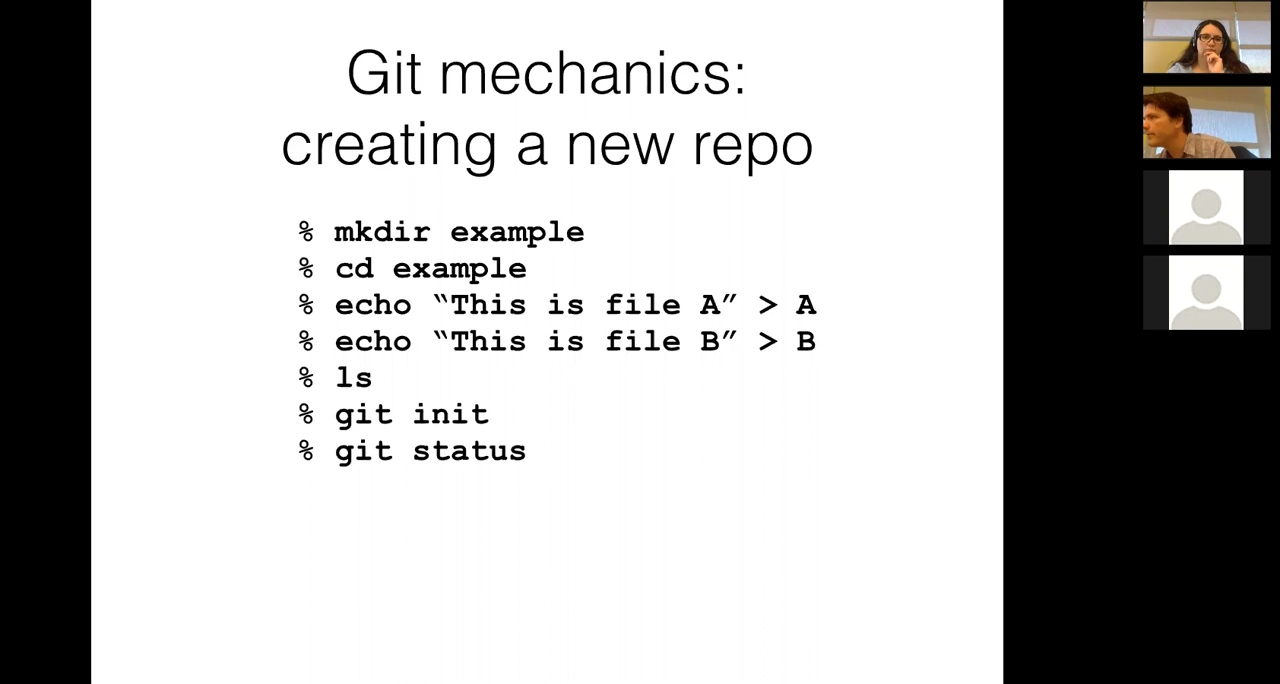 Git mechanics:
creating a new repo
% mkdir example
% cd example
% echo “This is file A” > A
% echo “This is file B” > B
% ls
% git init
% git status